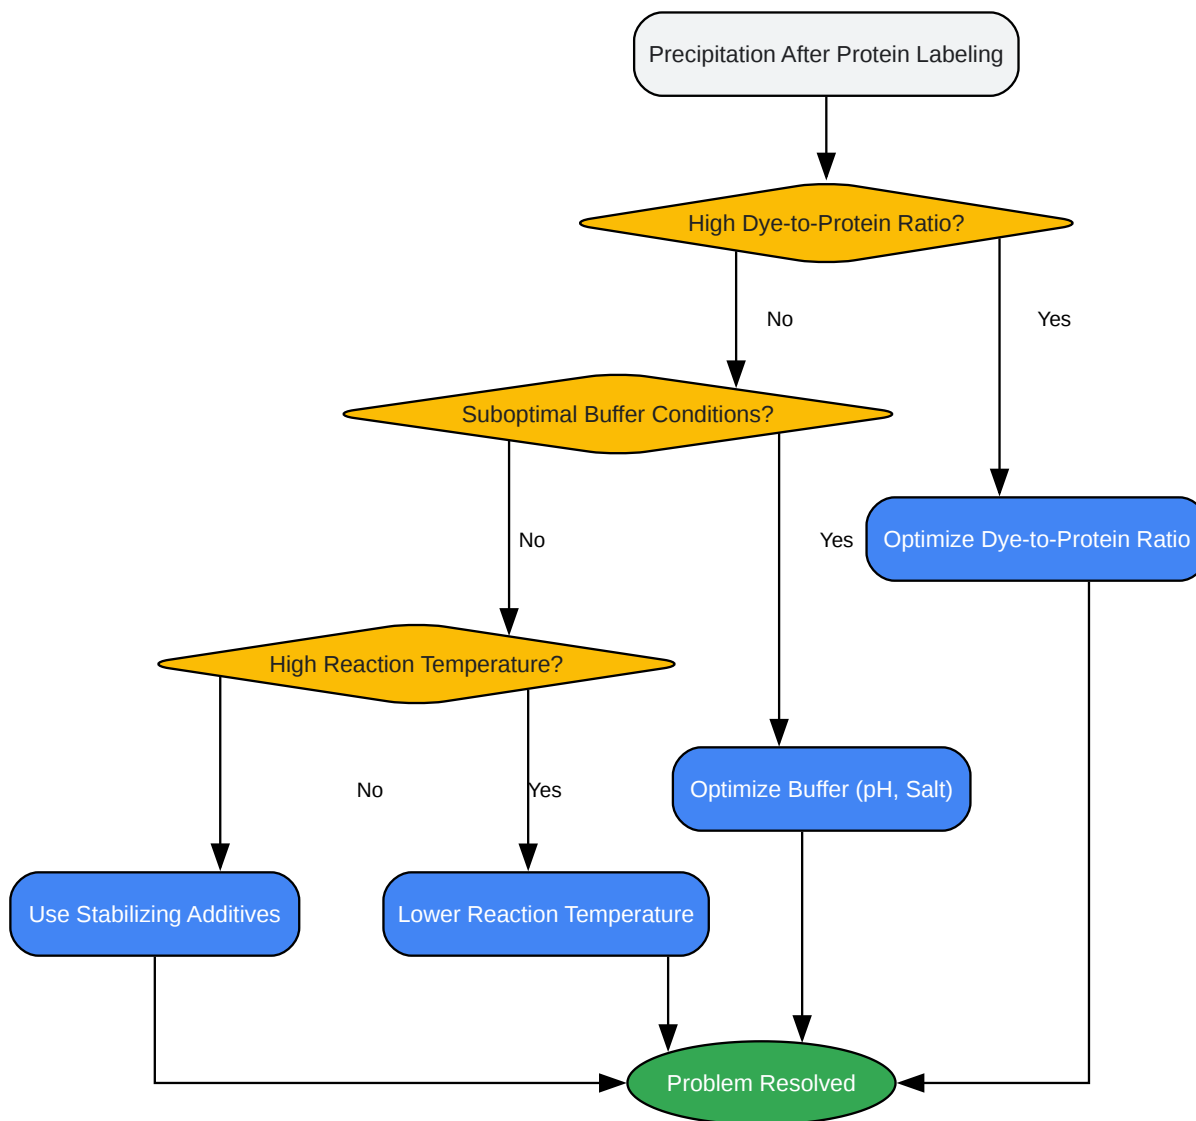 Precipitation After Protein Labeling
High Dye-to-Protein Ratio?
No
Yes
Suboptimal Buffer Conditions?
No
Yes
Optimize Dye-to-Protein Ratio
High Reaction Temperature?
No
Yes
Optimize Buffer (pH, Salt)
Use Stabilizing Additives
Lower Reaction Temperature
Problem Resolved